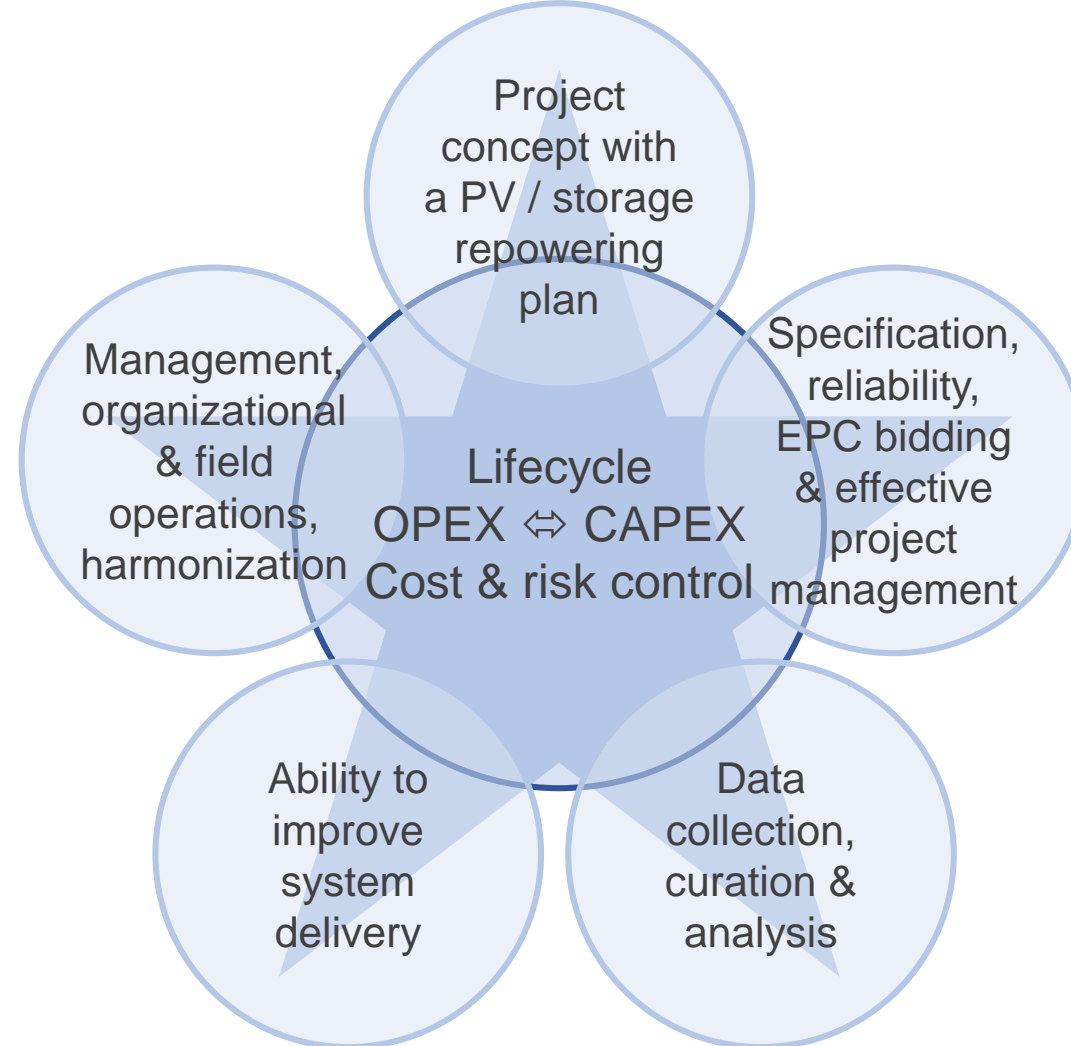 Project
concept with
a PV / storage
repowering
plan
Specification,
reliability,
EPC bidding
& effective
project
management
Management,
organizational
& field
operations,
harmonization
Lifecycle
OPEX ⇔ CAPEX
Cost & risk control
Ability to
improve
system
delivery
Data
collection,
curation &
analysis